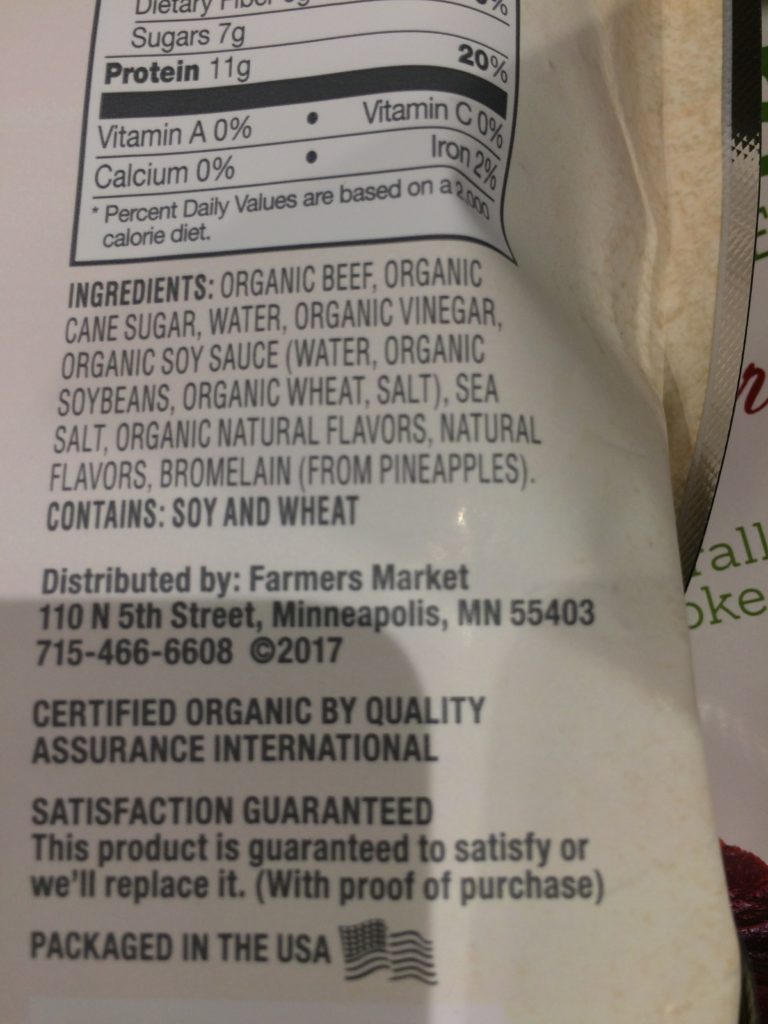 Dietary
Sugars 7g
Protein 11g 20%
Vitamin A 0% • Vitamin C 0%
Calcium 0% • Iron 2%
* Percent Daily Values are based on a 2,000
calorie diet.
INGREDIENTS: ORGANIC BEEF, ORGANIC
CANE SUGAR, WATER, ORGANIC VINEGAR,
ORGANIC SOY SAUCE (WATER, ORGANIC
SOYBEANS, ORGANIC WHEAT, SALT), SEA
SALT, ORGANIC NATURAL FLAVORS, NATURAL
FLAVORS, BROMELAIN (FROM PINEAPPLES).
CONTAINS: SOY AND WHEAT
Distributed by: Farmers Market
110 N 5th Street, Minneapolis, MN 55403
715-466-6608 ©2017
CERTIFIED ORGANIC BY QUALITY
ASSURANCE INTERNATIONAL
SATISFACTION GUARANTEED
This product is guaranteed to satisfy or
we'll replace it. (With proof of purchase)
PACKAGED IN THE USA